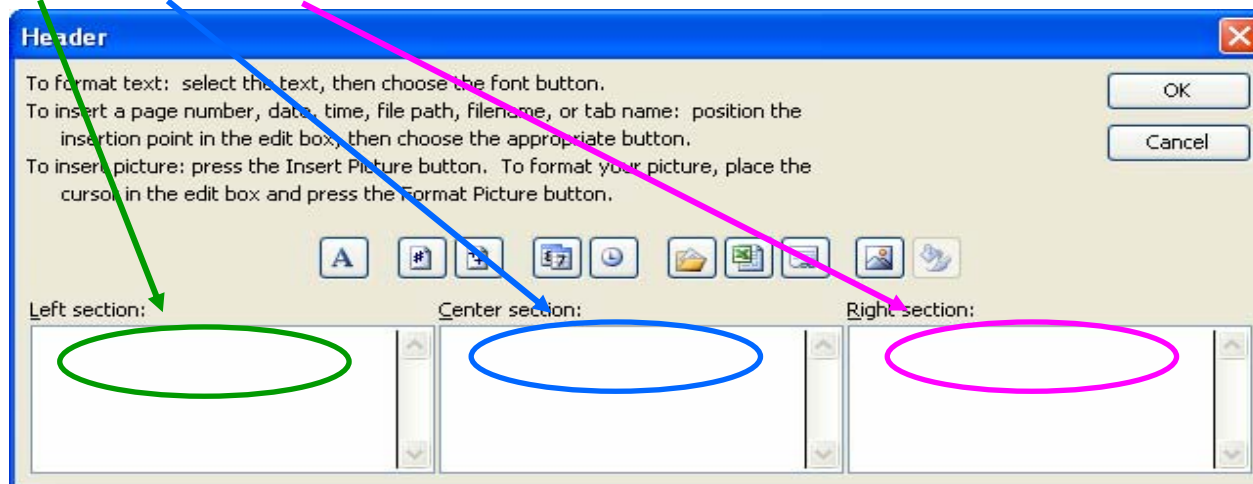 Header
To format text: select the text, then choose the font button.
To insert a page number, date, time, file path, filename, or tab name: position the
insertion point in the edit box, then choose the appropriate button.
To insert picture: press the Insert Picture button. To format your picture, place the
cursor in the edit box and press the Format Picture button.
OK
Cancel
A
Left section:
Center section:
Right section: